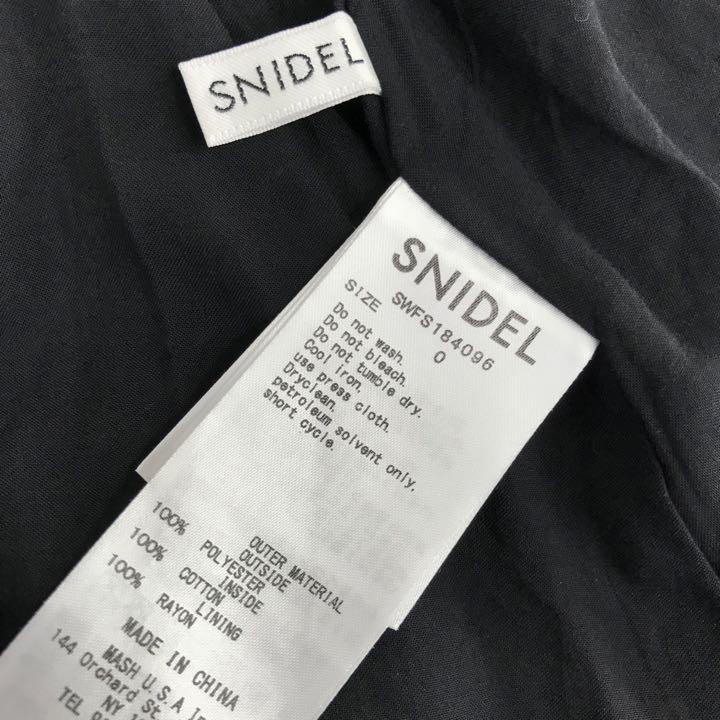 SNIDEL
SNIDEL
SWFS184096
SIZE 0
Do not wash.
Do not bleach.
Do not tumble dry.
Cool iron,
use press cloth.
Dryclean,
petroleum solvent only,
short cycle.
OUTER MATERIAL
OUTSIDE
100% POLYESTER
INSIDE
100% COTTON
LINING
100% RAYON
MADE IN CHINA
MASH U.S.A
144 Orchard
NY
TEL